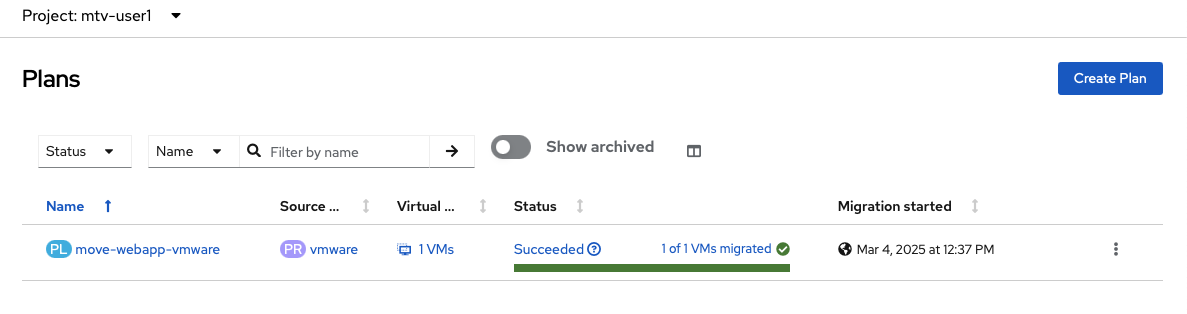 Project: mtv-user1
Plans
Create Plan
Status
Name
Filter by name
Show archived
Name Source ... Virtual ... Status Migration started
PL move-webapp-vmware PR vmware 1 VMs Succeeded 1 of 1 VMs migrated Mar 4, 2025 at 12:37 PM